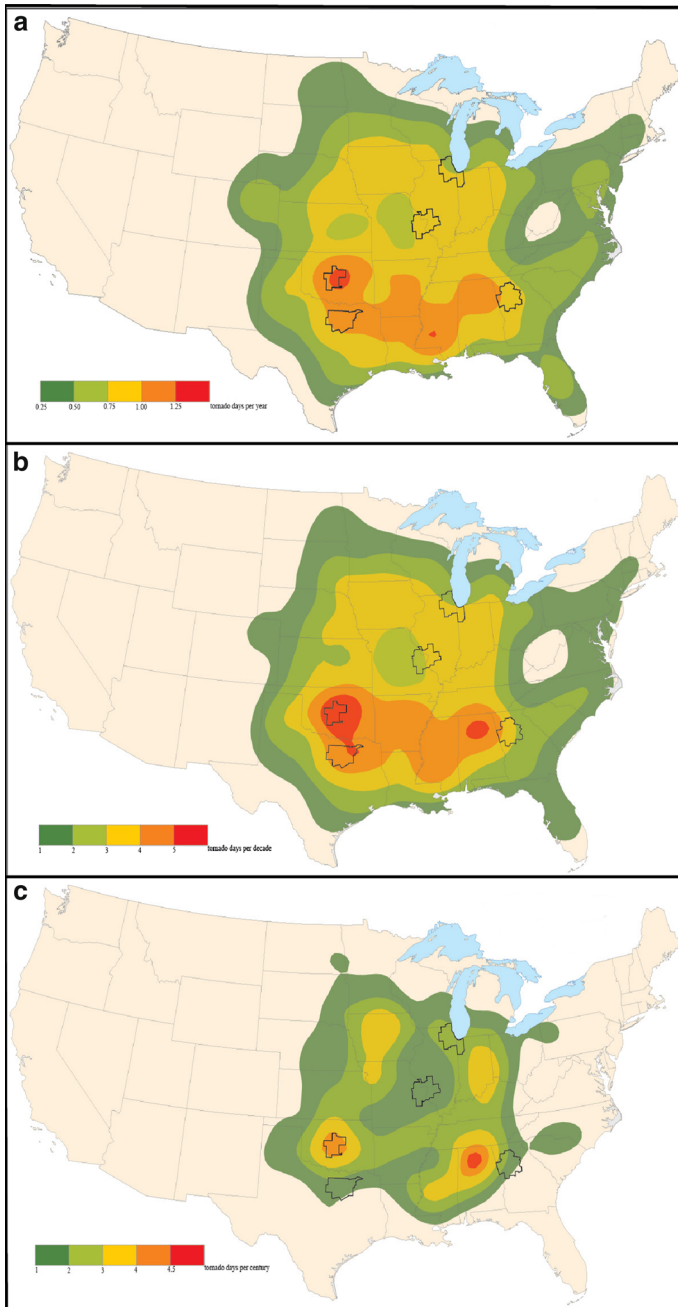 a
0.25 0.50 0.75 1.00 1.25 tornado days per year
b
1 2 3 4 5 tornado days per decade
c
1 2 3 4 4.5 tornado days per century